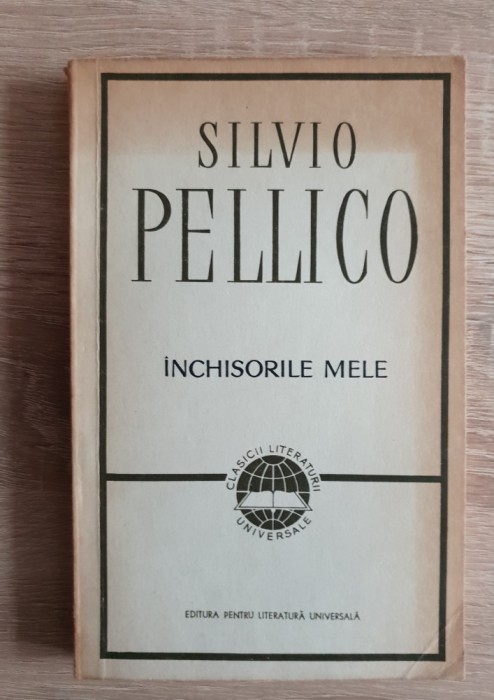 SILVIO
PELLICO
ÎNCHISORILE MELE
CLASICII LITERATURII
UNIVERSALE
EDITURA PENTRU LITERATURĂ UNIVERSALĂ